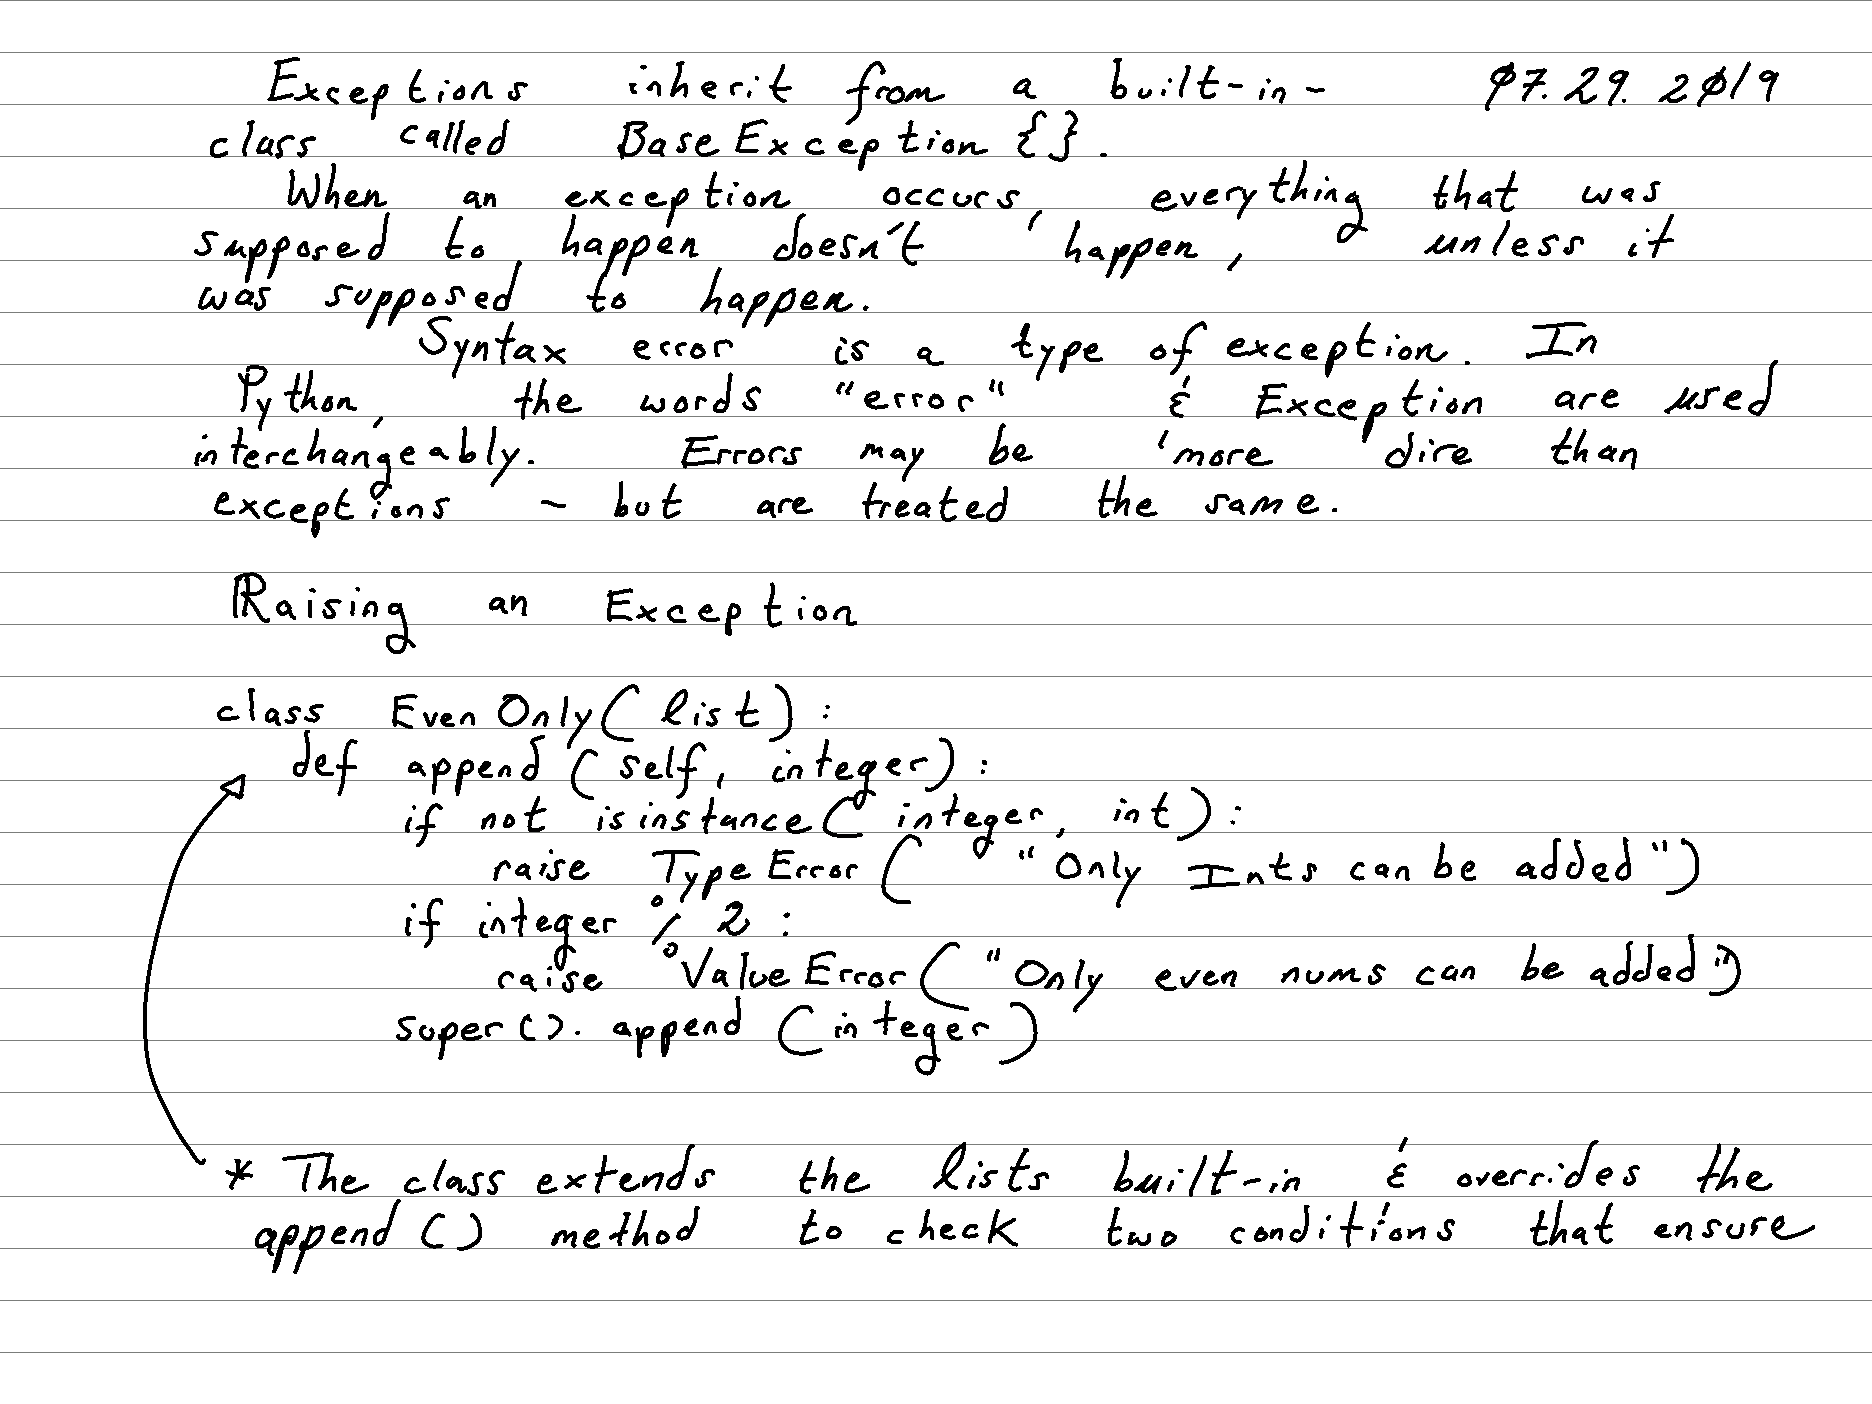 Exceptions inherit from a built-in- 07.29.2019
class called BaseException {}.
When an exception occurs, everything that was
supposed to happen doesn't happen, unless it
was supposed to happen.
Syntax error is a type of exception. In
Python, the words "error" & Exception are used
interchangeably. Errors may be 'more 'dire than
exceptions - but are treated the same.
Raising an Exception
class EvenOnly(list):
def append(self, integer):
if not isinstance(integer, int):
raise TypeError("Only Ints can be added")
if integer % 2:
raise ValueError("Only even nums can be added")
super().append(integer)
* The class extends the lists built-in & overrides the
append() method to check two conditions that ensure